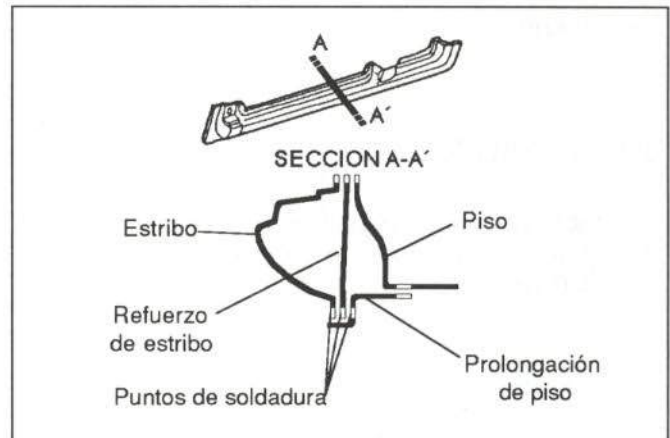 A
A´
SECCION A-A´
Estribo
Piso
Refuerzo
de estribo
Prolongación
de piso
Puntos de soldadura